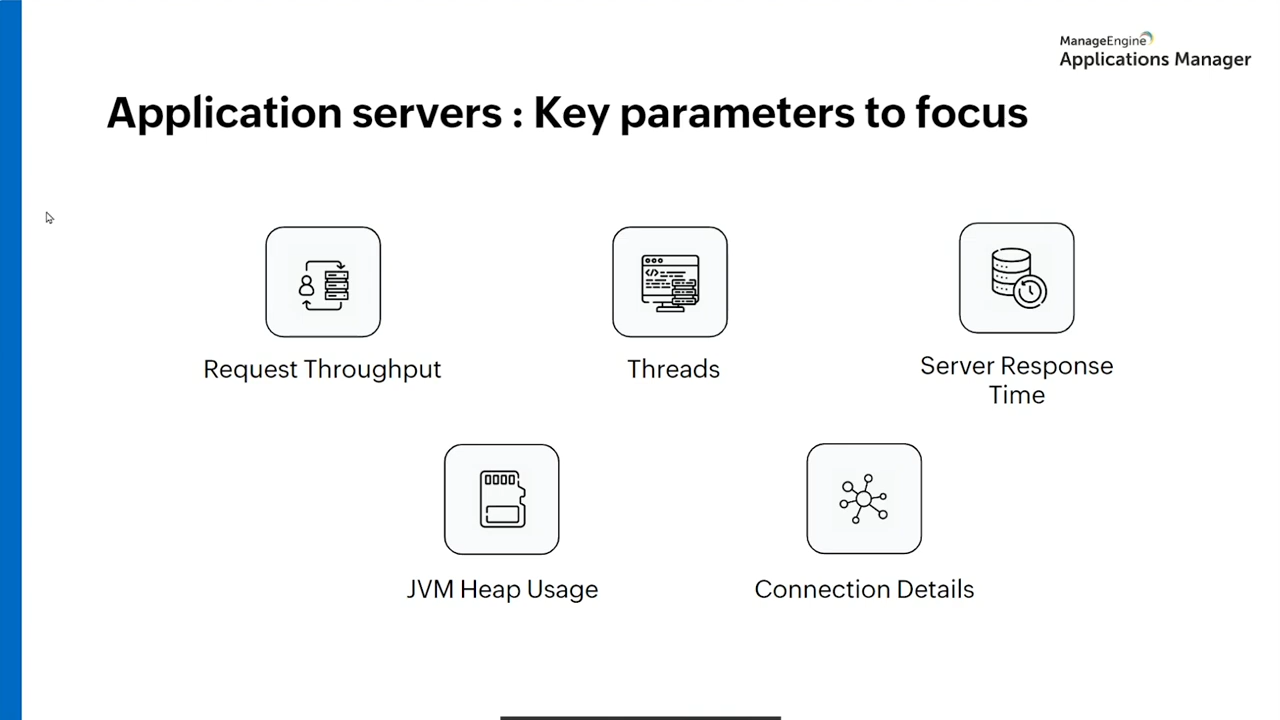 ManageEngine
Applications Manager
Application servers : Key parameters to focus
Request Throughput
Threads
Server Response
Time
JVM Heap Usage
Connection Details